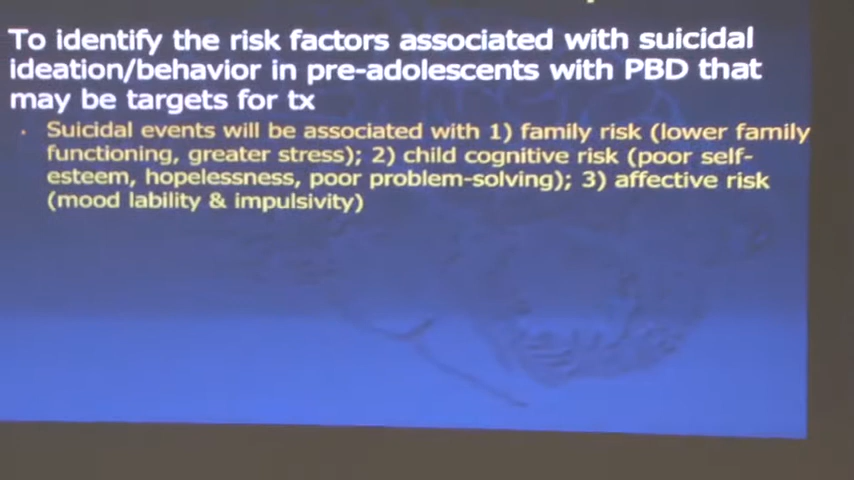 To identify the risk factors associated with suicidal
ideation/behavior in pre-adolescents with PBD that
may be targets for tx
· Suicidal events will be associated with 1) family risk (lower family
functioning, greater stress); 2) child cognitive risk (poor self-
esteem, hopelessness, poor problem-solving); 3) affective risk
(mood lability & impulsivity)